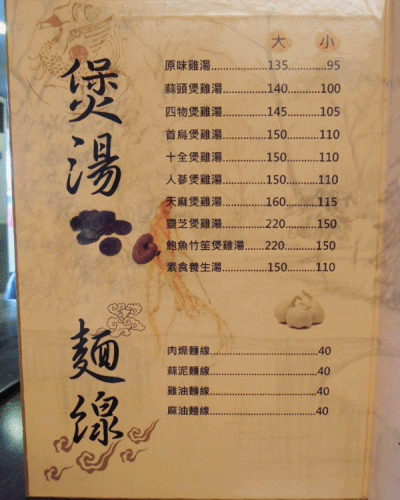 煲湯
大 小
原味雞湯..................135............95
蒜頭煲雞湯..............140..........100
四物煲雞湯..............145..........105
首烏煲雞湯..............150..........110
十全煲雞湯..............150..........110
人蔘煲雞湯..............150..........110
天麻煲雞湯..............160..........115
靈芝煲雞湯..............220..........150
鮑魚竹笙煲雞湯.......220..........150
素食養生湯..............150.........110
麵線
肉燥麵線..................................40
蒜泥麵線..................................40
雞油麵線..................................40
麻油麵線..................................40